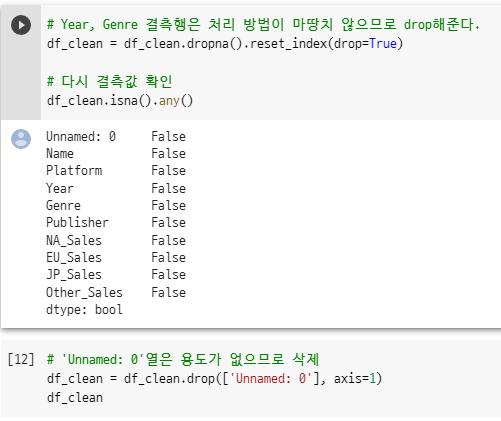 # Year, Genre 결측행은 처리 방법이 마땅치 않으므로 drop해준다.
df_clean = df_clean.dropna().reset_index(drop=True)
# 다시 결측값 확인
df_clean.isna().any()
Unnamed: 0 False
Name False
Platform False
Year False
Genre False
Publisher False
NA_Sales False
EU_Sales False
JP_Sales False
Other_Sales False
dtype: bool
[12] # 'Unnamed: 0'열은 용도가 없으므로 삭제
df_clean = df_clean.drop(['Unnamed: 0'], axis=1)
df_clean